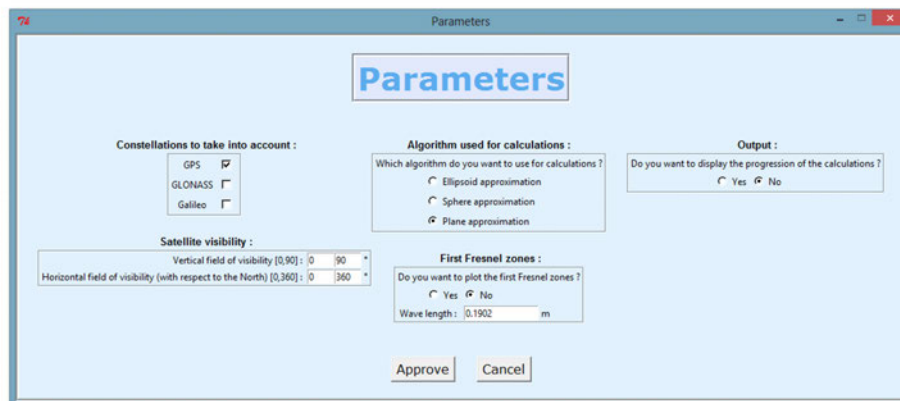 Parameters
Parameters
Constellations to take into account :
GPS
GLONASS
Galileo
Satellite visibility :
Vertical field of visibility [0,90] : 0 90 °
Horizontal field of visibility (with respect to the North) [0,360] : 0 360 °
Algorithm used for calculations :
Which algorithm do you want to use for calculations ?
Ellipsoid approximation
Sphere approximation
Plane approximation
First Fresnel zones :
Do you want to plot the first Fresnel zones ?
Yes No
Wave length : 0.1902 m
Output :
Do you want to display the progression of the calculations ?
Yes No
Approve Cancel